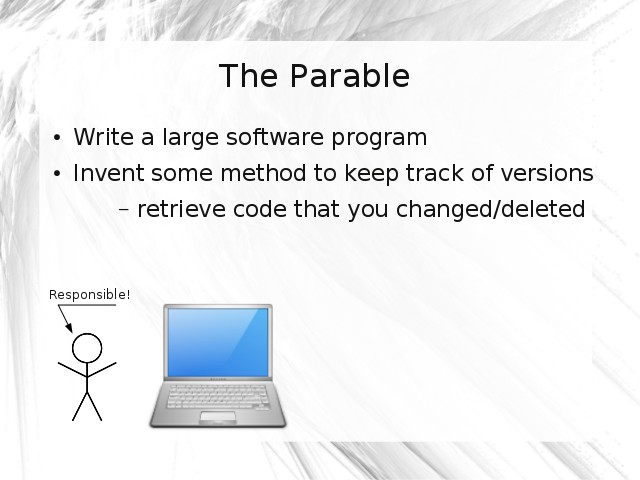 The Parable
• Write a large software program
• Invent some method to keep track of versions
– retrieve code that you changed/deleted
Responsible!